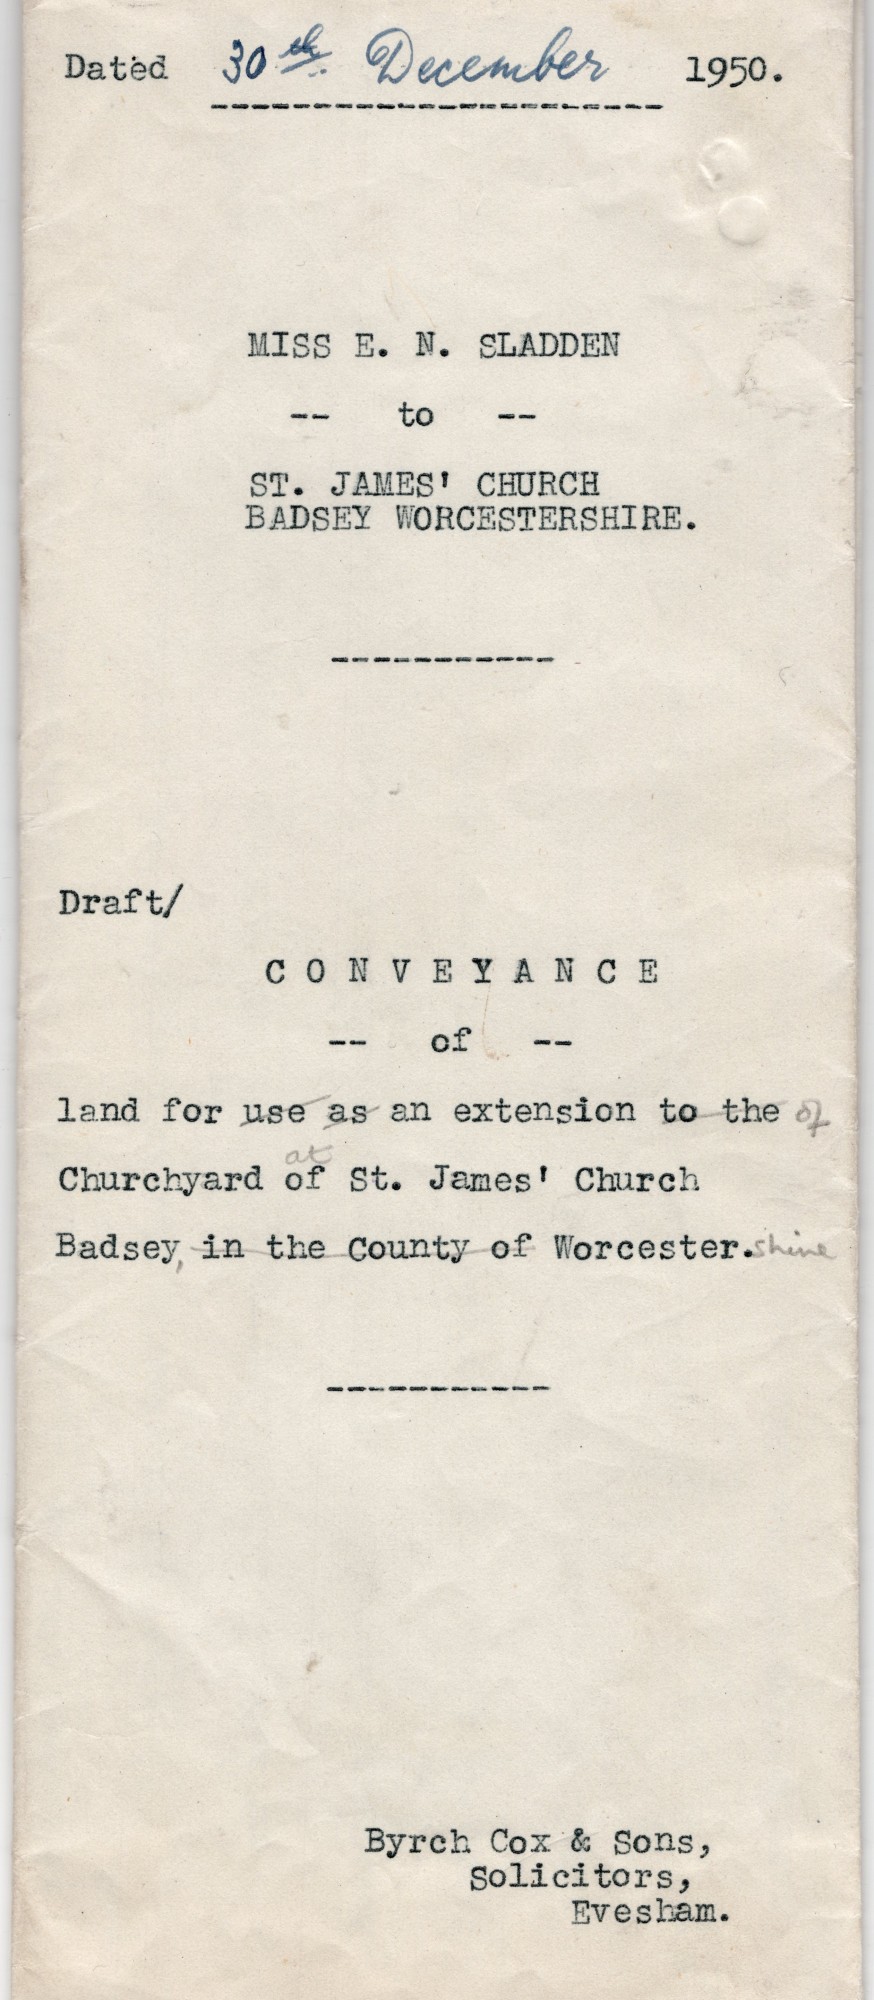 Dated 30th December 1950.
MISS E. N. SLADDEN
-- to --
ST. JAMES' CHURCH
BADSEY WORCESTERSHIRE.
Draft/
C O N V E Y A N C E
-- of --
land for use as an extension to the of
at
Churchyard of St. James' Church
Badsey, in the County of Worcester.shire
Byrch Cox & Sons,
Solicitors,
Evesham.